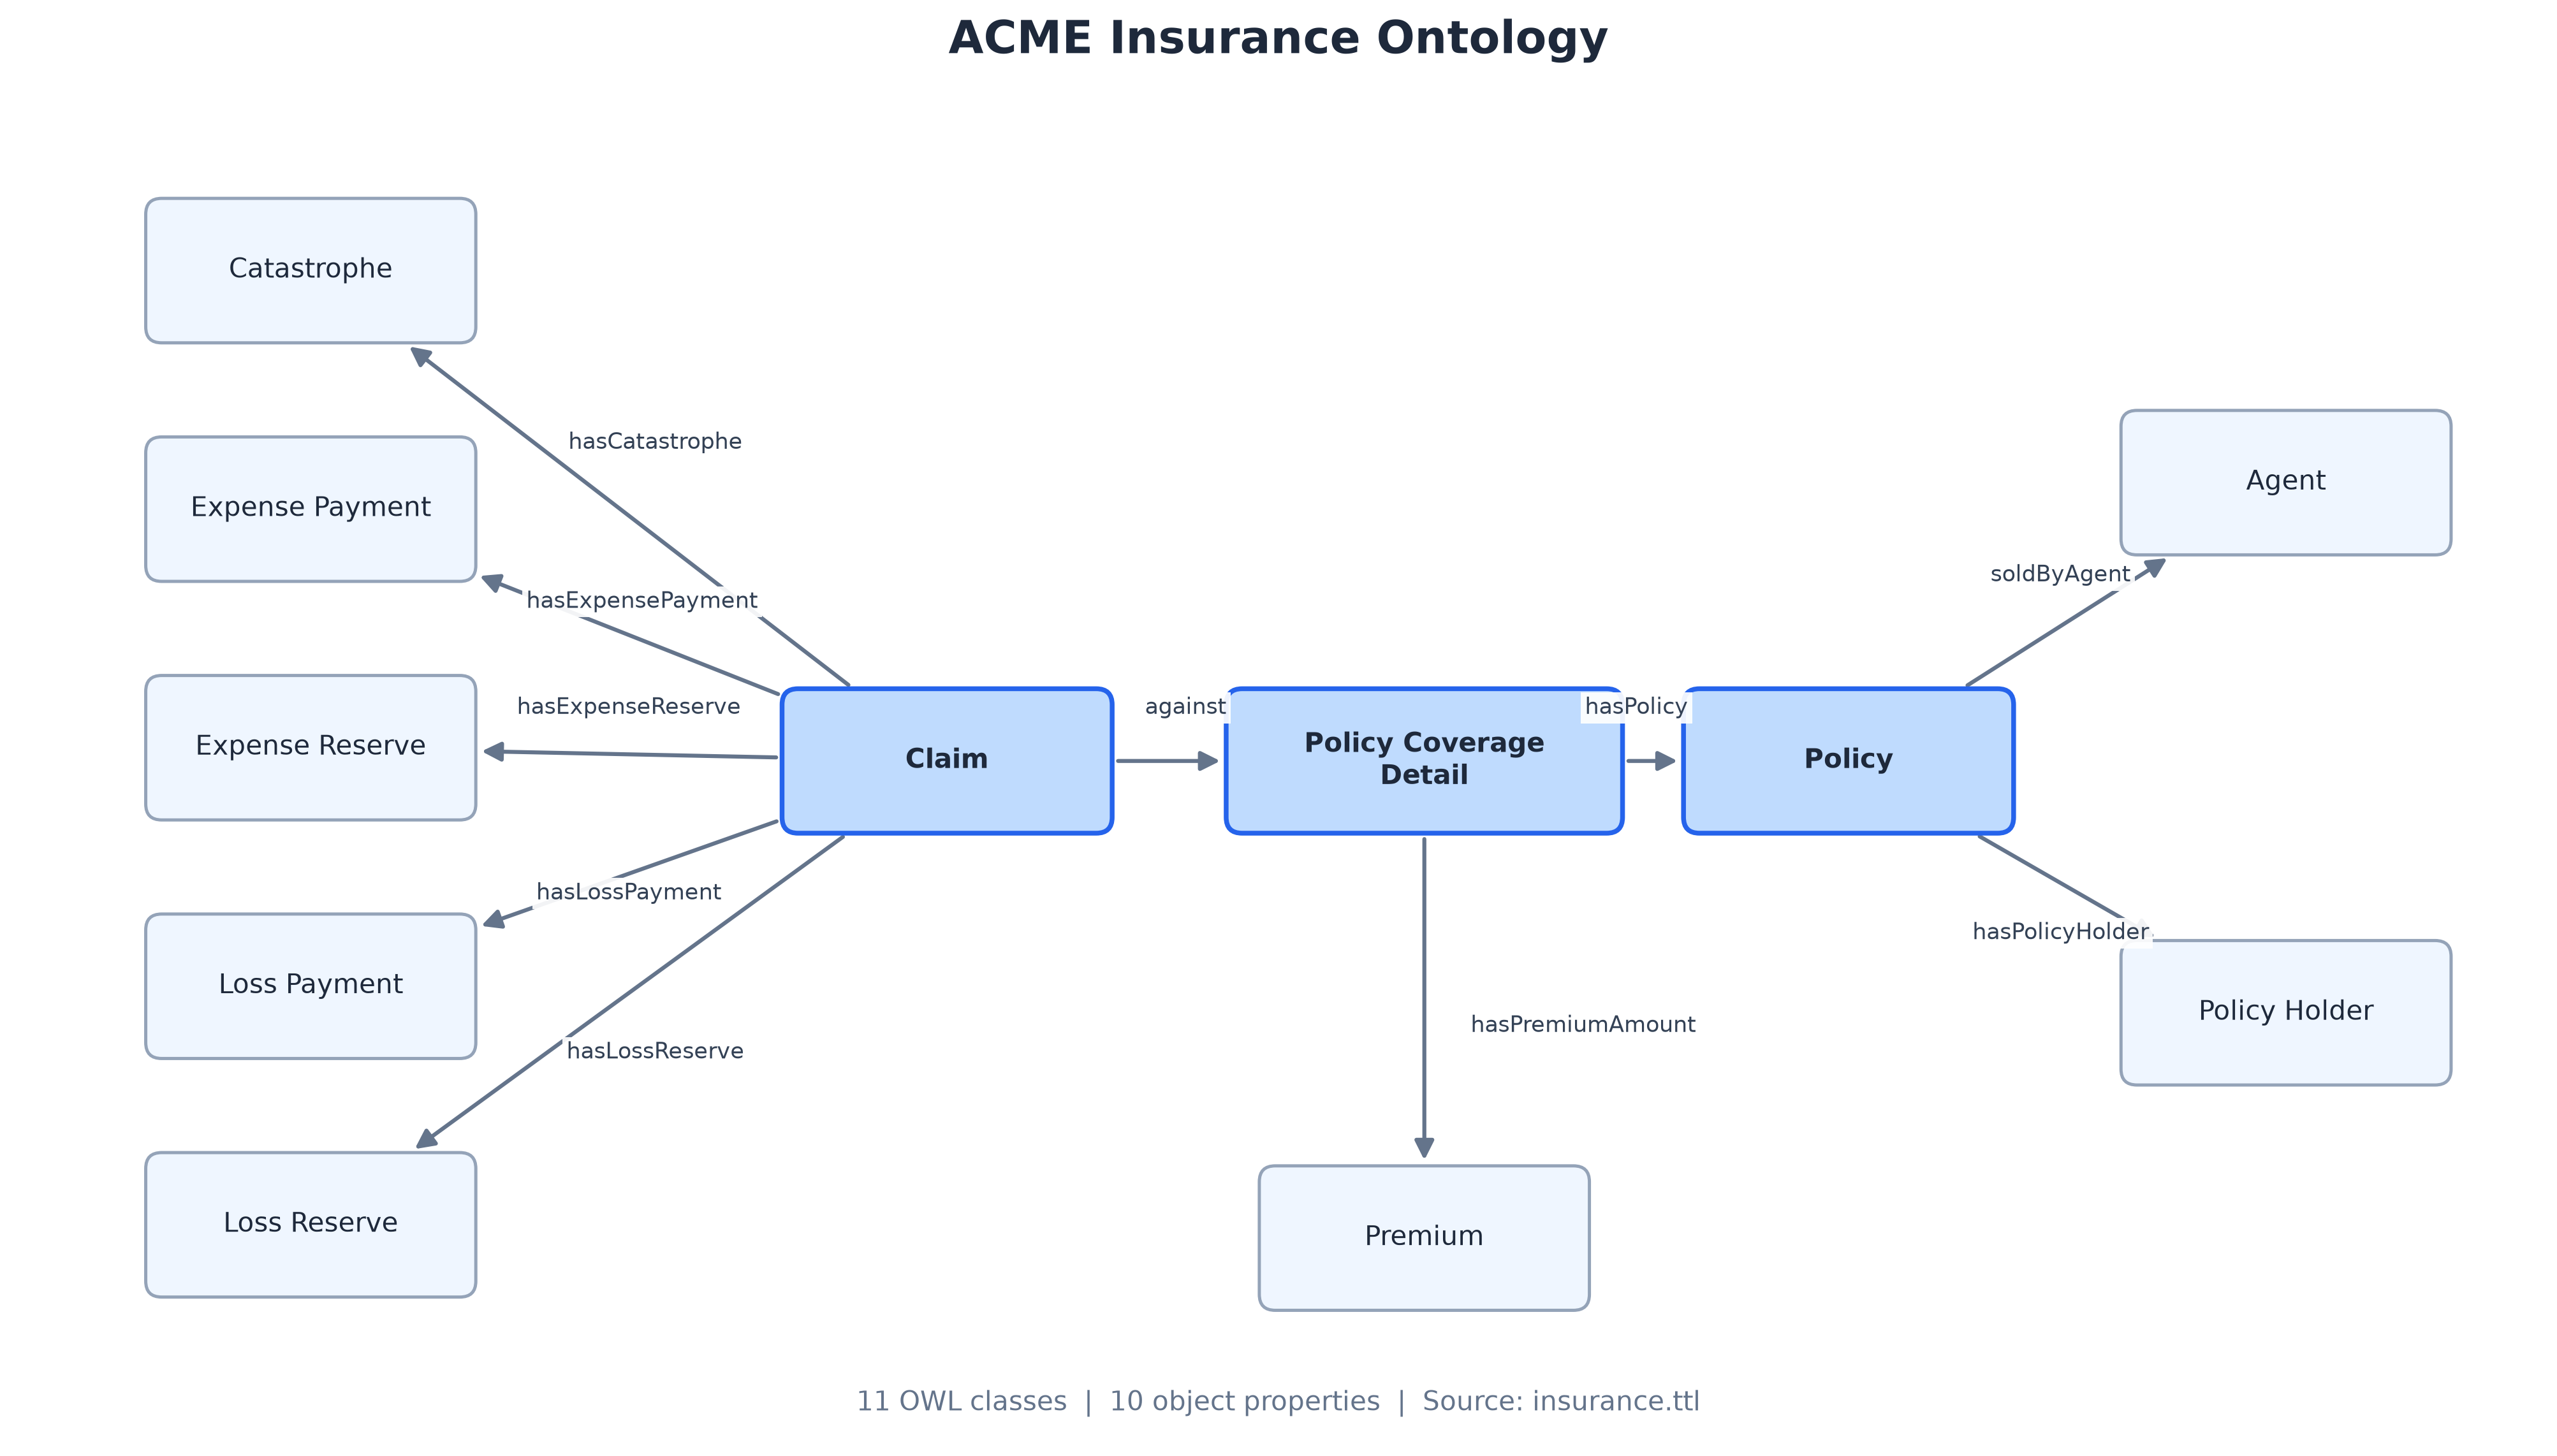 ACME Insurance Ontology
Catastrophe
hasCatastrophe
Expense Payment
Agent
hasExpensePayment
soldByAgent
hasExpenseReserve
against
hasPolicy
Expense Reserve
Claim
Policy Coverage
Detail
Policy
hasLossPayment
hasPolicyHolder
Loss Payment
Policy Holder
hasPremiumAmount
hasLossReserve
Loss Reserve
Premium
11 OWL classes | 10 object properties | Source: insurance.ttl